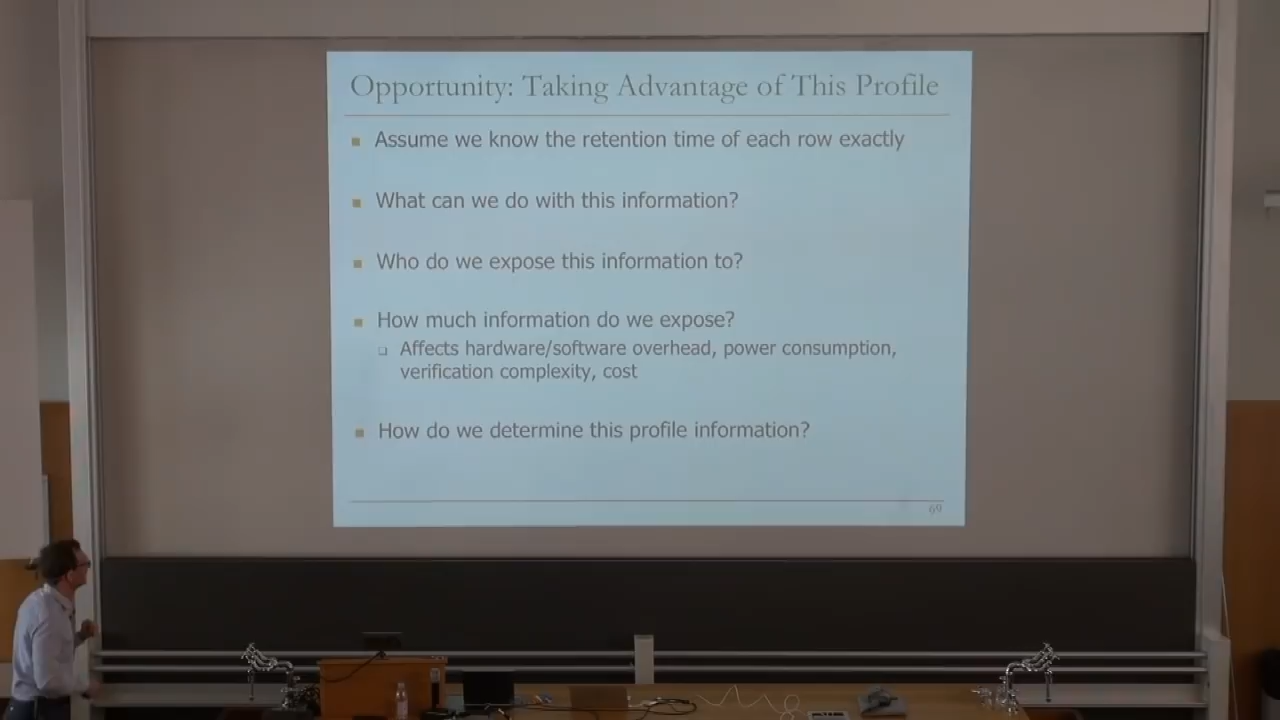 Opportunity: Taking Advantage of This Profile
Assume we know the retention time of each row exactly
What can we do with this information?
Who do we expose this information to?
How much information do we expose?
Affects hardware/software overhead, power consumption,
verification complexity, cost
How do we determine this profile information?
69